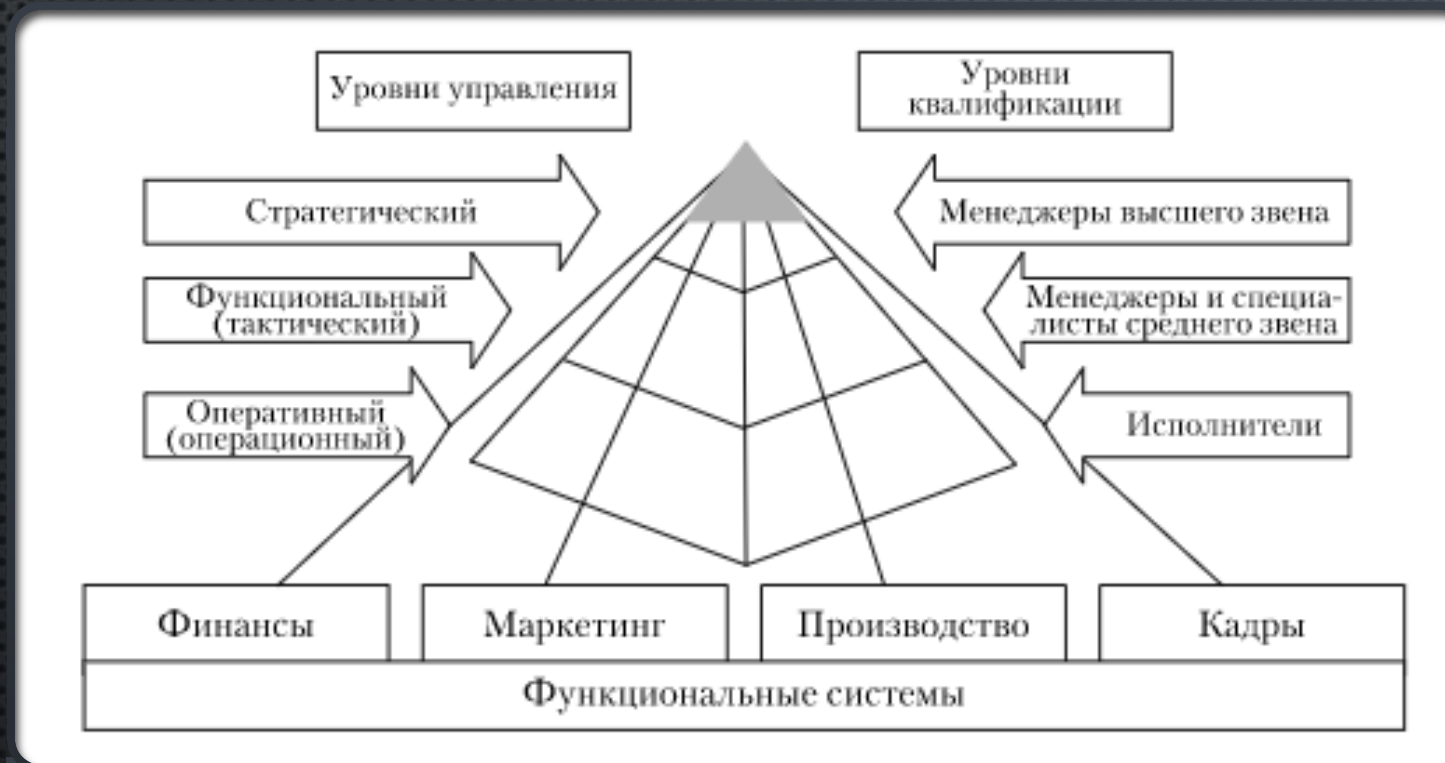 Уровни управления
Уровни
квалификации
Стратегический
Менеджеры высшего звена
Функциональный
(тактический)
Менеджеры и специа-
листы среднего звена
Оперативный
(операционный)
Исполнители
Финансы
Маркетинг
Производство
Кадры
Функциональные системы